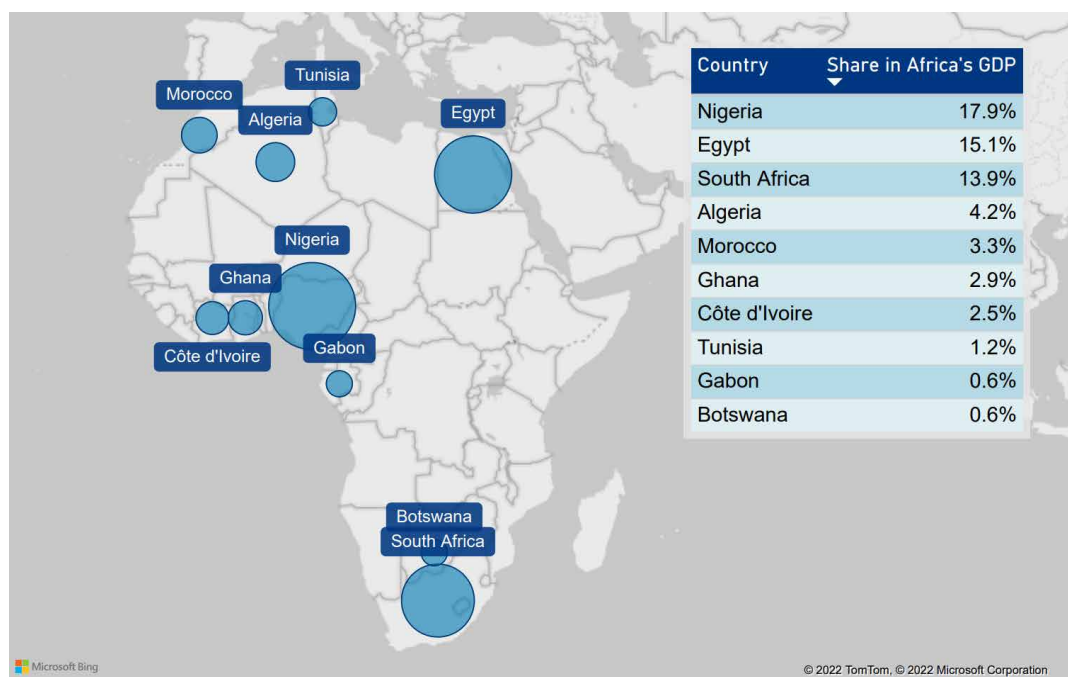 Tunisia
Morocco
Algeria
Egypt
Nigeria
Ghana
Côte d'Ivoire
Gabon
Botswana
South Africa
Country Share in Africa's GDP
Nigeria 17.9%
Egypt 15.1%
South Africa 13.9%
Algeria 4.2%
Morocco 3.3%
Ghana 2.9%
Côte d'Ivoire 2.5%
Tunisia 1.2%
Gabon 0.6%
Botswana 0.6%
Microsoft Bing
© 2022 TomTom, © 2022 Microsoft Corporation